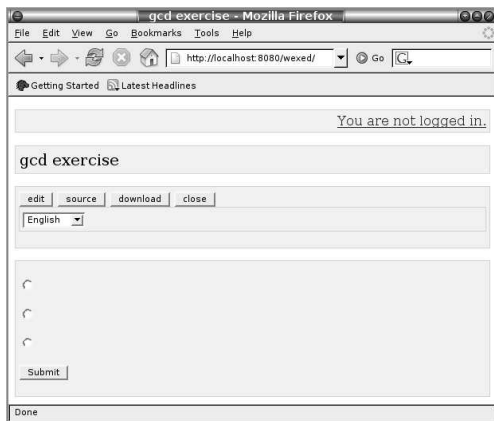 gcd exercise - Mozilla Firefox
File Edit View Go Bookmarks Tools Help
http://localhost:8080/wexed/ Go G
Getting Started Latest Headlines
You are not logged in.
gcd exercise
edit source download close
English
Submit
Done